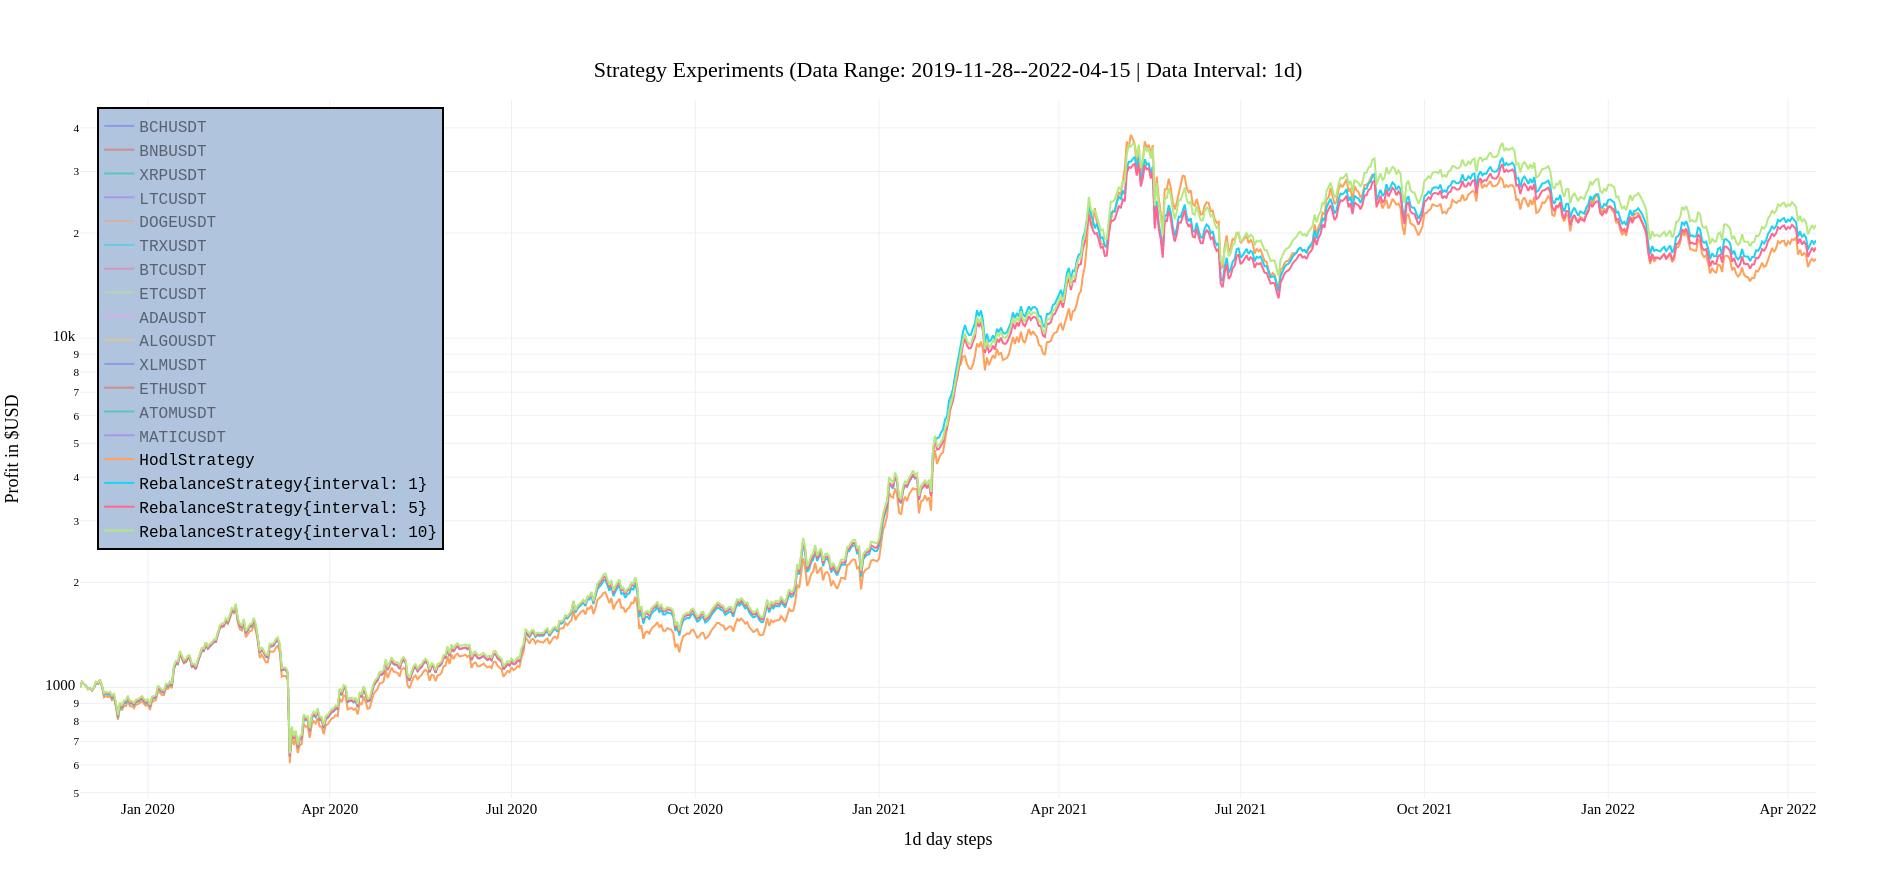 Strategy Experiments (Data Range: 2019-11-28--2022-04-15 | Data Interval: 1d)
BCHUSDT
BNBUSDT
XRPUSDT
LTCUSDT
DOGEUSDT
TRXUSDT
BTCUSDT
ETCUSDT
ADAUSDT
ALGOUSDT
XLMUSDT
ETHUSDT
ATOMUSDT
MATICUSDT
HodlStrategy
RebalanceStrategy{interval: 1}
RebalanceStrategy{interval: 5}
RebalanceStrategy{interval: 10}
Profit in $USD
4
3
2
10k
9
8
7
6
5
4
3
2
1000
9
8
7
6
5
Jan 2020 Apr 2020 Jul 2020 Oct 2020 Jan 2021 Apr 2021 Jul 2021 Oct 2021 Jan 2022 Apr 2022
1d day steps